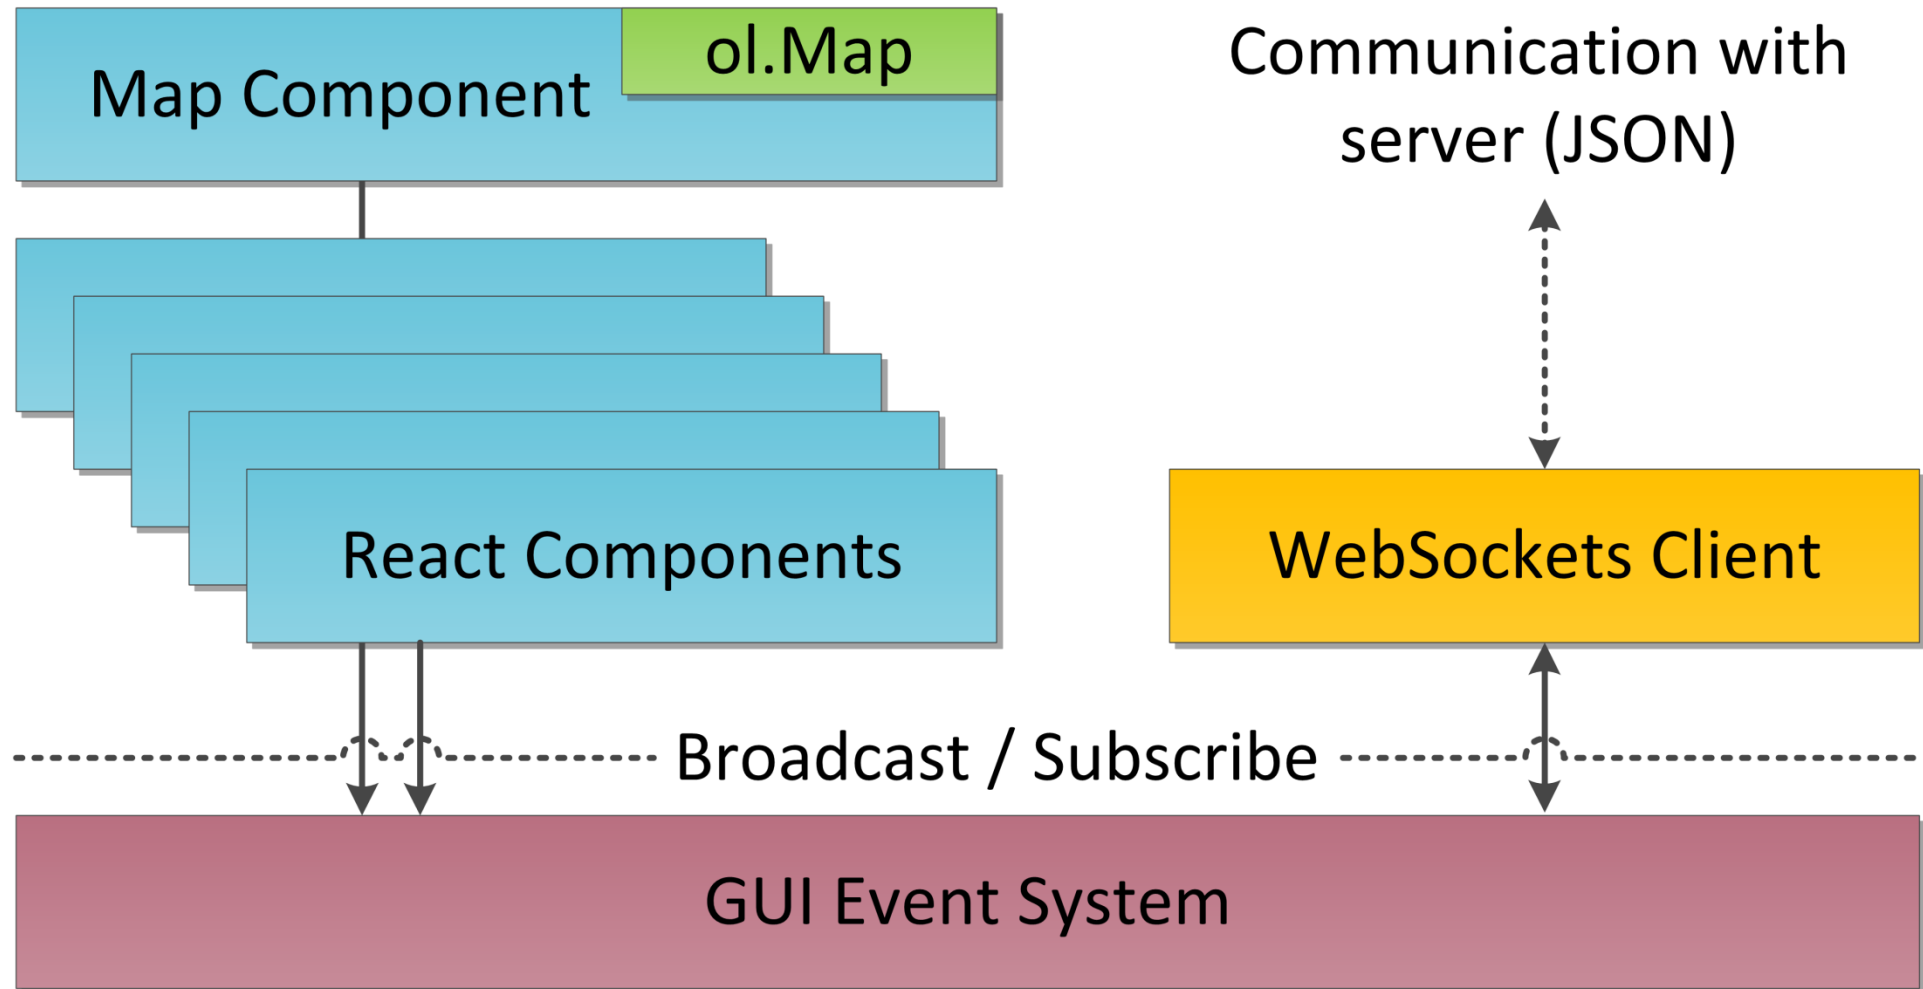 Map Component
ol.Map
Communication with
server (JSON)
React Components
WebSockets Client
Broadcast / Subscribe
GUI Event System